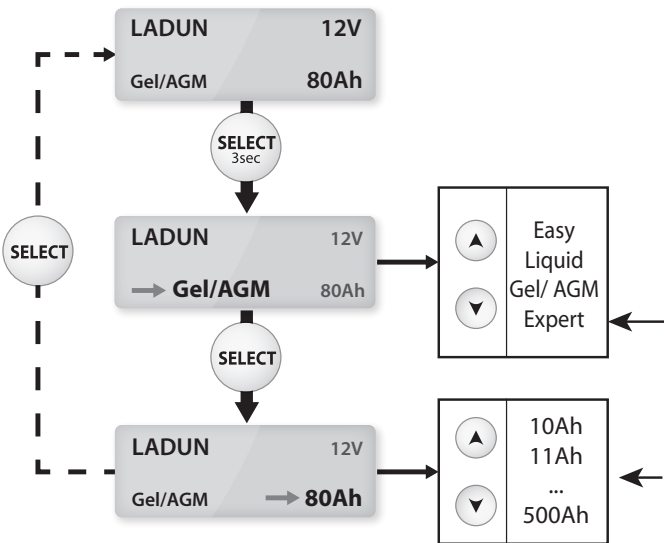 LADUN 12V
Gel/AGM 80Ah
SELECT
3sec
LADUN 12V
Gel/AGM 80Ah
SELECT
Easy
Liquid
Gel/ AGM
Expert
SELECT
LADUN 12V
Gel/AGM 80Ah
10Ah
11Ah
...
500Ah